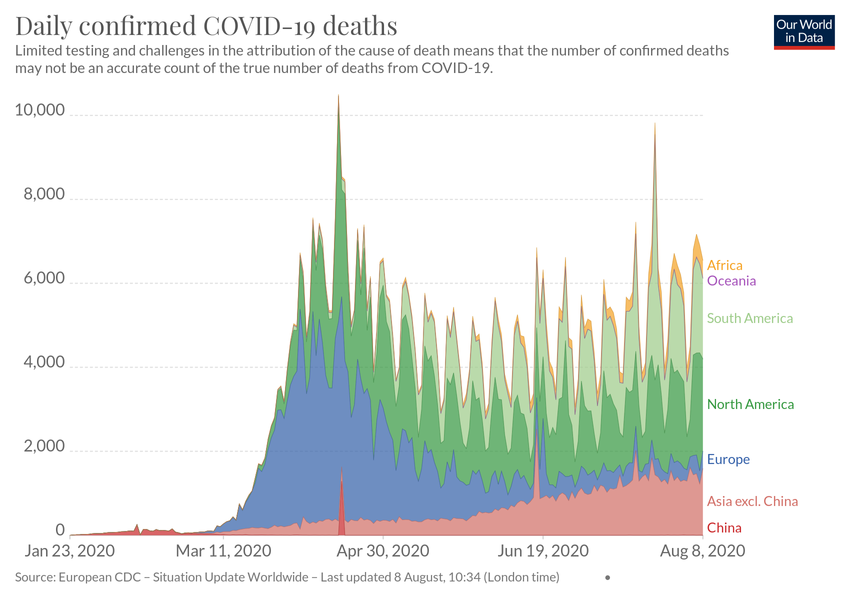 Daily confirmed COVID-19 deaths
Our World
in Data
Limited testing and challenges in the attribution of the cause of death means that the number of confirmed deaths
may not be an accurate count of the true number of deaths from COVID-19.
10,000
8,000
6,000
4,000
2,000
0
Africa
Oceania
South America
North America
Europe
Asia excl. China
China
Jan 23, 2020
Mar 11, 2020
Apr 30, 2020
Jun 19, 2020
Aug 8, 2020
Source: European CDC – Situation Update Worldwide – Last updated 8 August, 10:34 (London time)